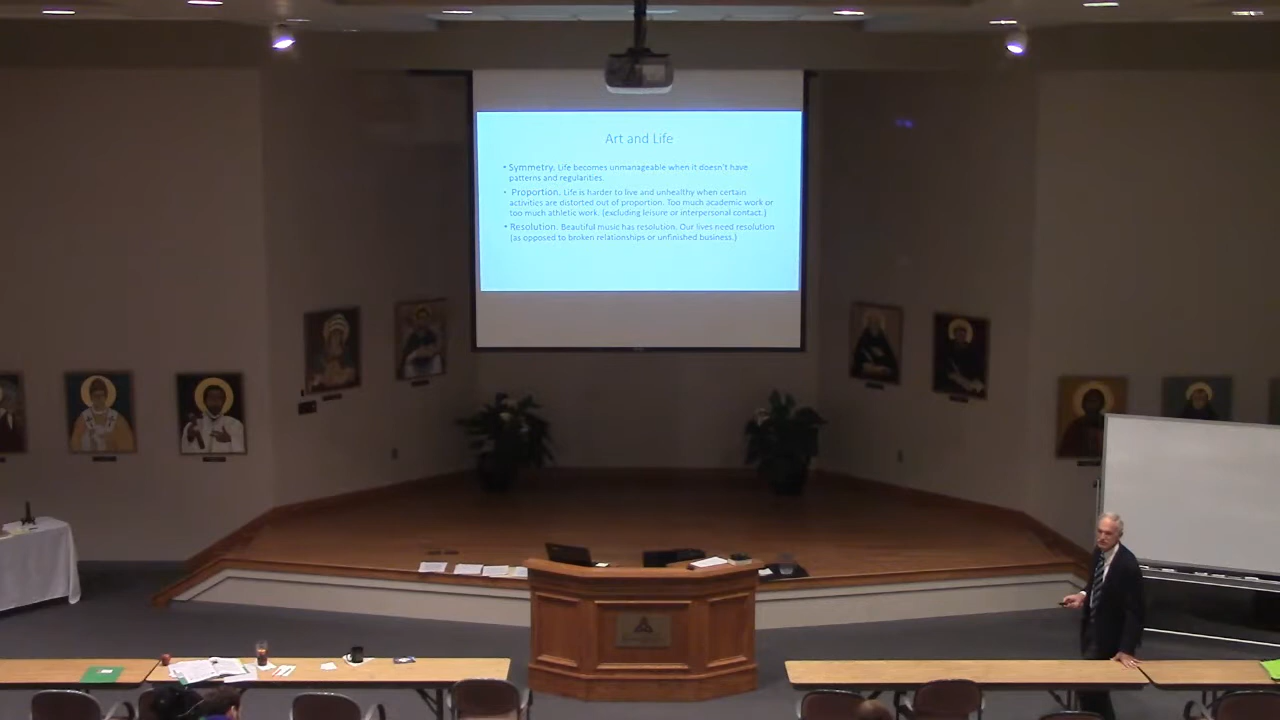 Art and Life
• Symmetry. Life becomes unmanageable when it doesn't have
patterns and regularities.
• Proportion. Life is harder to live and unhealthy when certain
activities are distorted out of proportion. Too much academic work or
too much athletic work. (excluding leisure or interpersonal contact.)
• Resolution. Beautiful music has resolution. Our lives need resolution
(as opposed to broken relationships or unfinished business.)